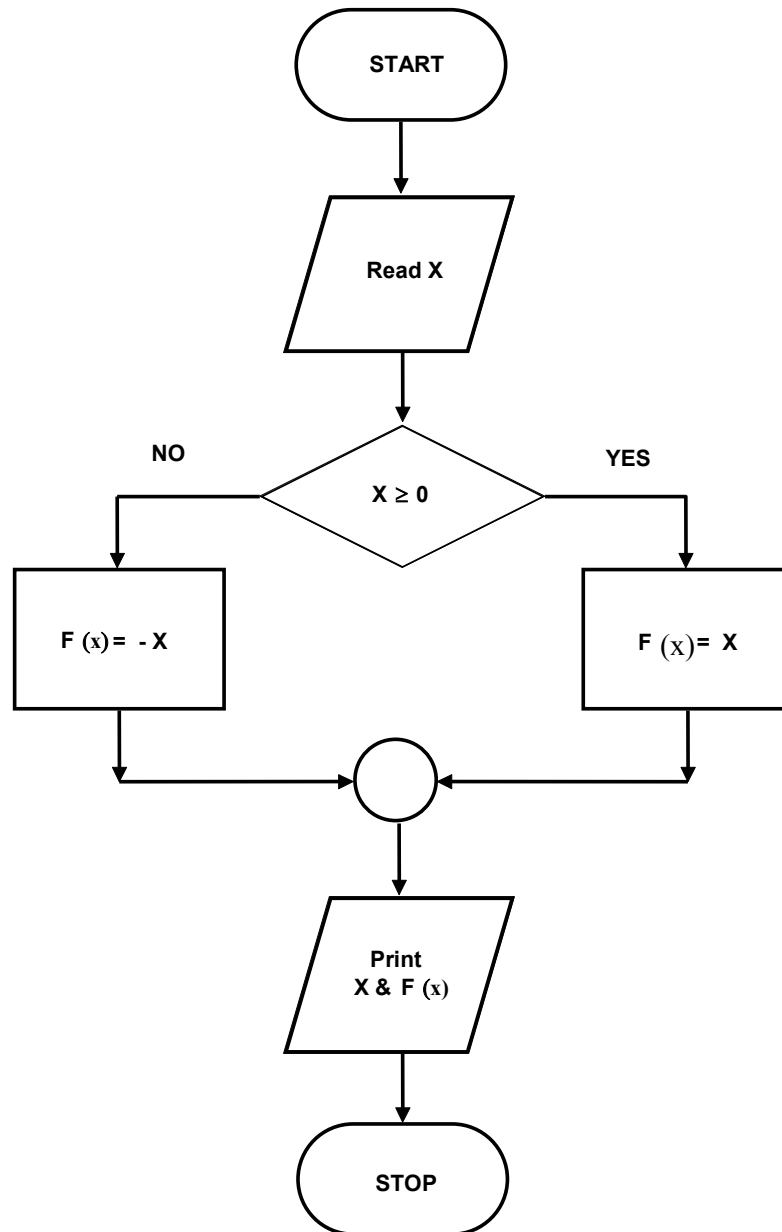 START
Read X
NO
YES
X ≥ 0
F (x) = - X
F (x) = X
Print
X & F (x)
STOP